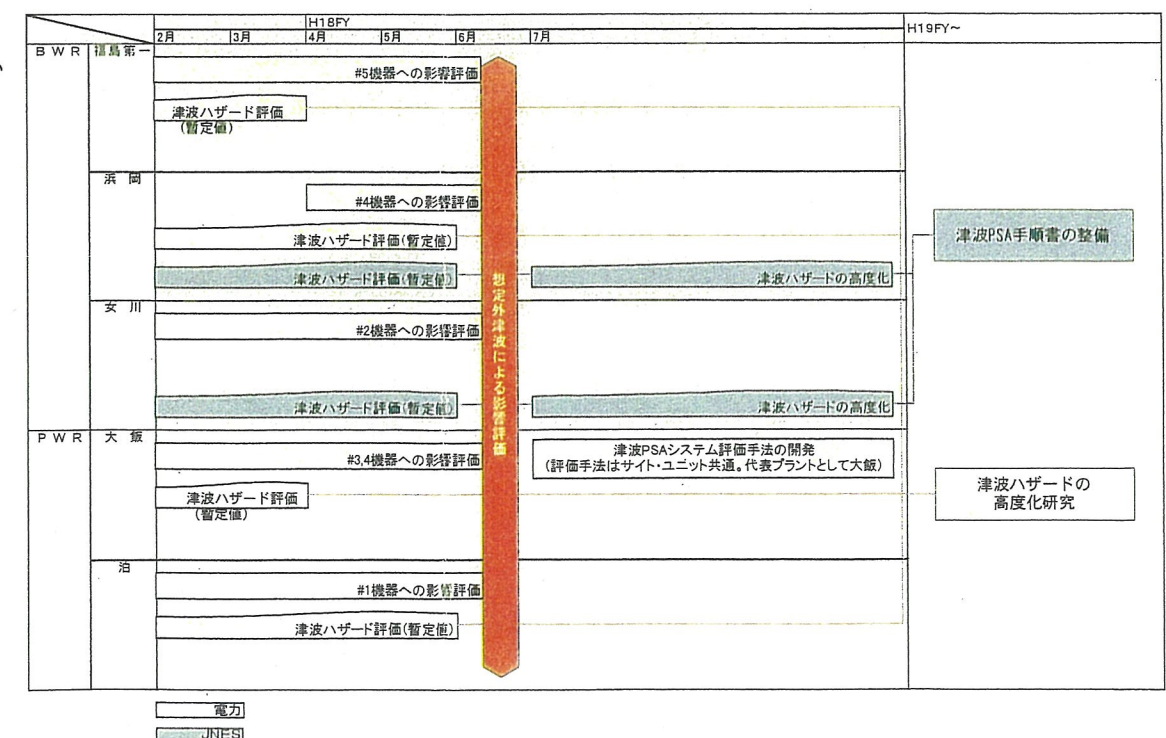 H18FY
H19FY~
2月 3月 4月 5月 6月 7月
BWR 福島第一
#5機器への影響評価
津波ハザード評価
(暫定値)
浜岡
#4機器への影響評価
津波ハザード評価(暫定値)
津波PSA手順書の整備
津波ハザード評価(暫定値) 津波ハザードの高度化
女川
#2機器への影響評価
想定外津波による影響評価
津波ハザード評価(暫定値) 津波ハザードの高度化
PWR 大飯
津波PSAシステム評価手法の開発
#3,4機器への影響評価
(評価手法はサイト・ユニット共通。代表プラントとして大飯)
津波ハザード評価
(暫定値)
津波ハザードの
高度化研究
泊
#1機器への影響評価
津波ハザード評価(暫定値)
電力
JNES